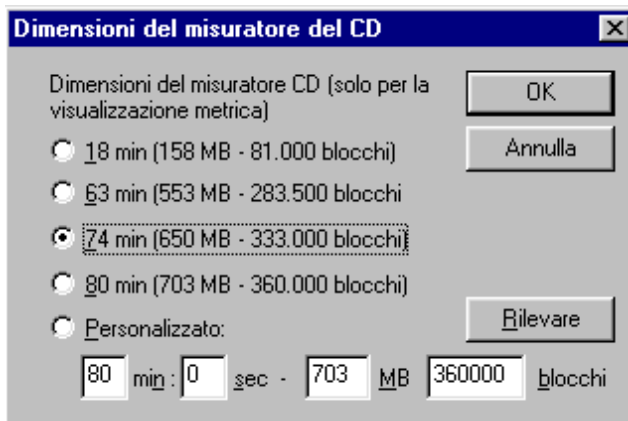 Dimensioni del misuratore del CD
Dimensioni del misuratore CD (solo per la
visualizzazione metrica)
OK
Annulla
18 min (158 MB - 81.000 blocchi)
63 min (553 MB - 283.500 blocchi
74 min (650 MB - 333.000 blocchi)
80 min (703 MB - 360.000 blocchi)
Personalizzato:
Rilevare
80 min : 0 sec - 703 MB 360000 blocchi